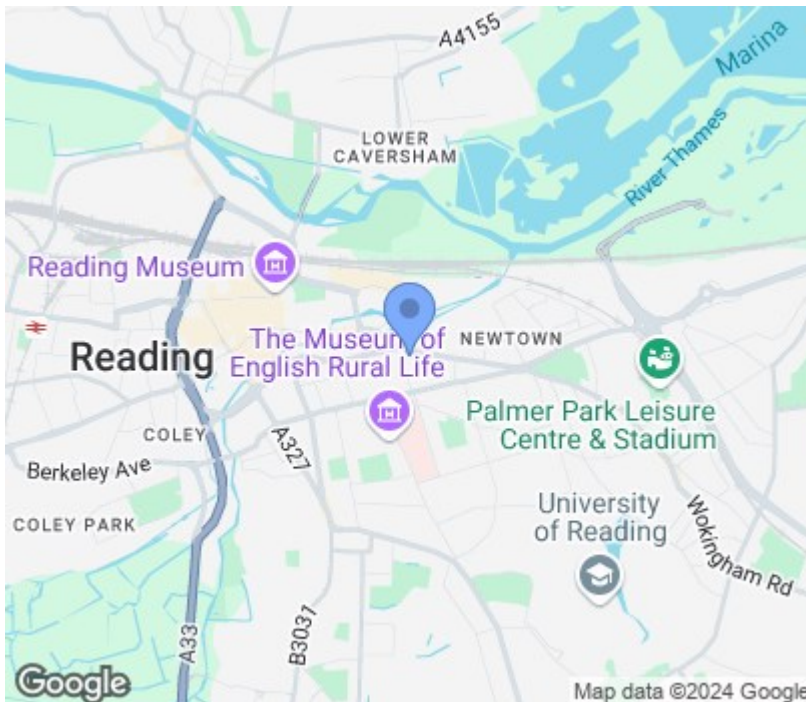 A4155
Marina
LOWER
CAVERSHAM
River Thames
Reading Museum
The Museum of
English Rural Life
NEWTOWN
Reading
Palmer Park Leisure
Centre & Stadium
COLEY
A327
Berkeley Ave
COLEY PARK
University
of Reading
Wokingham Rd
A33
B3031
Google
Map data ©2024 Google